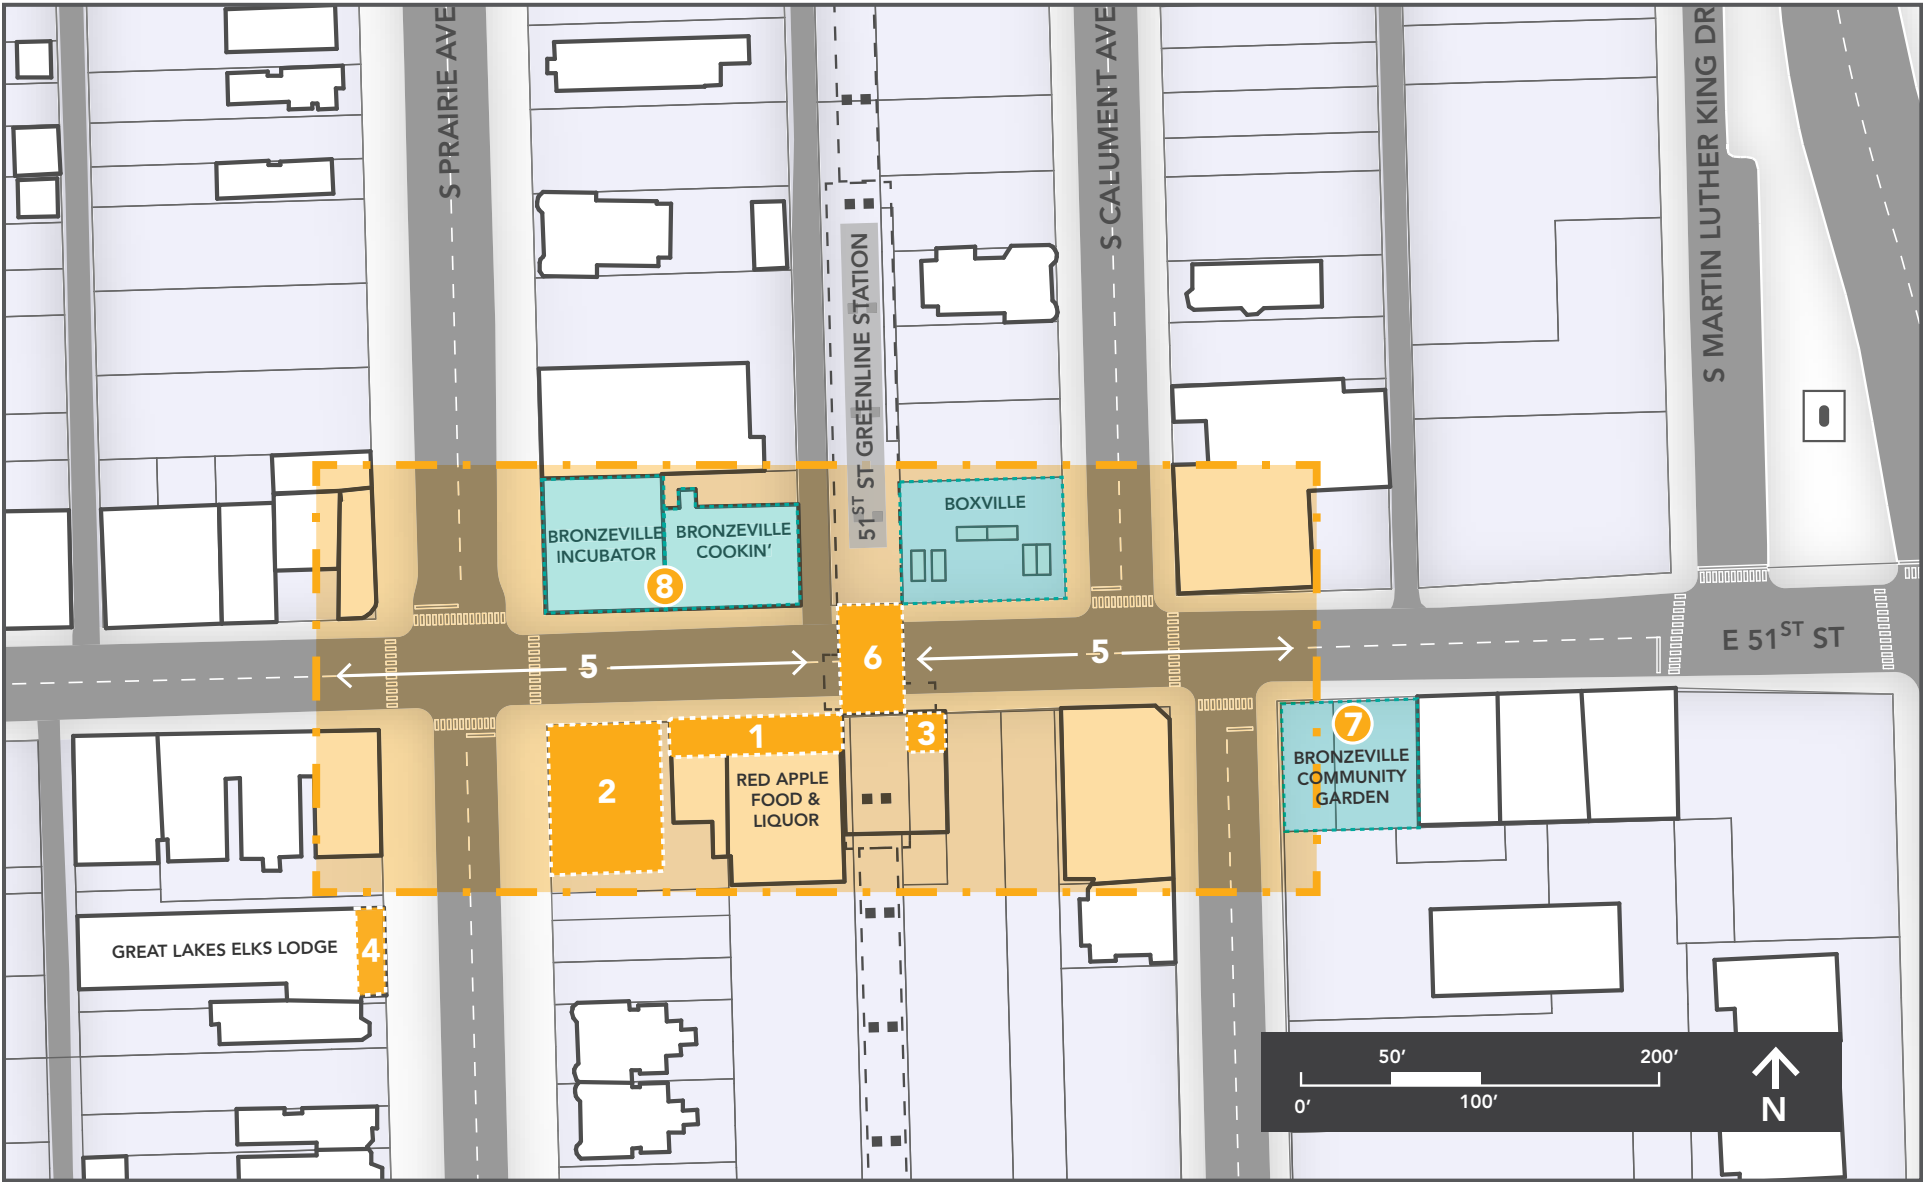 S PRAIRIE AVE
S CALUMENT AVE
S MARTIN LUTHER KING DR
51ST ST GREENLINE STATION
BOXVILLE
BRONZEVILLE
INCUBATOR
BRONZEVILLE
COOKIN'
8
E 51ST ST
5
6
5
1
3
2
7
RED APPLE
FOOD &
LIQUOR
BRONZEVILLE
COMMUNITY
GARDEN
GREAT LAKES ELKS LODGE
4
50'
200'
0'
100'
N